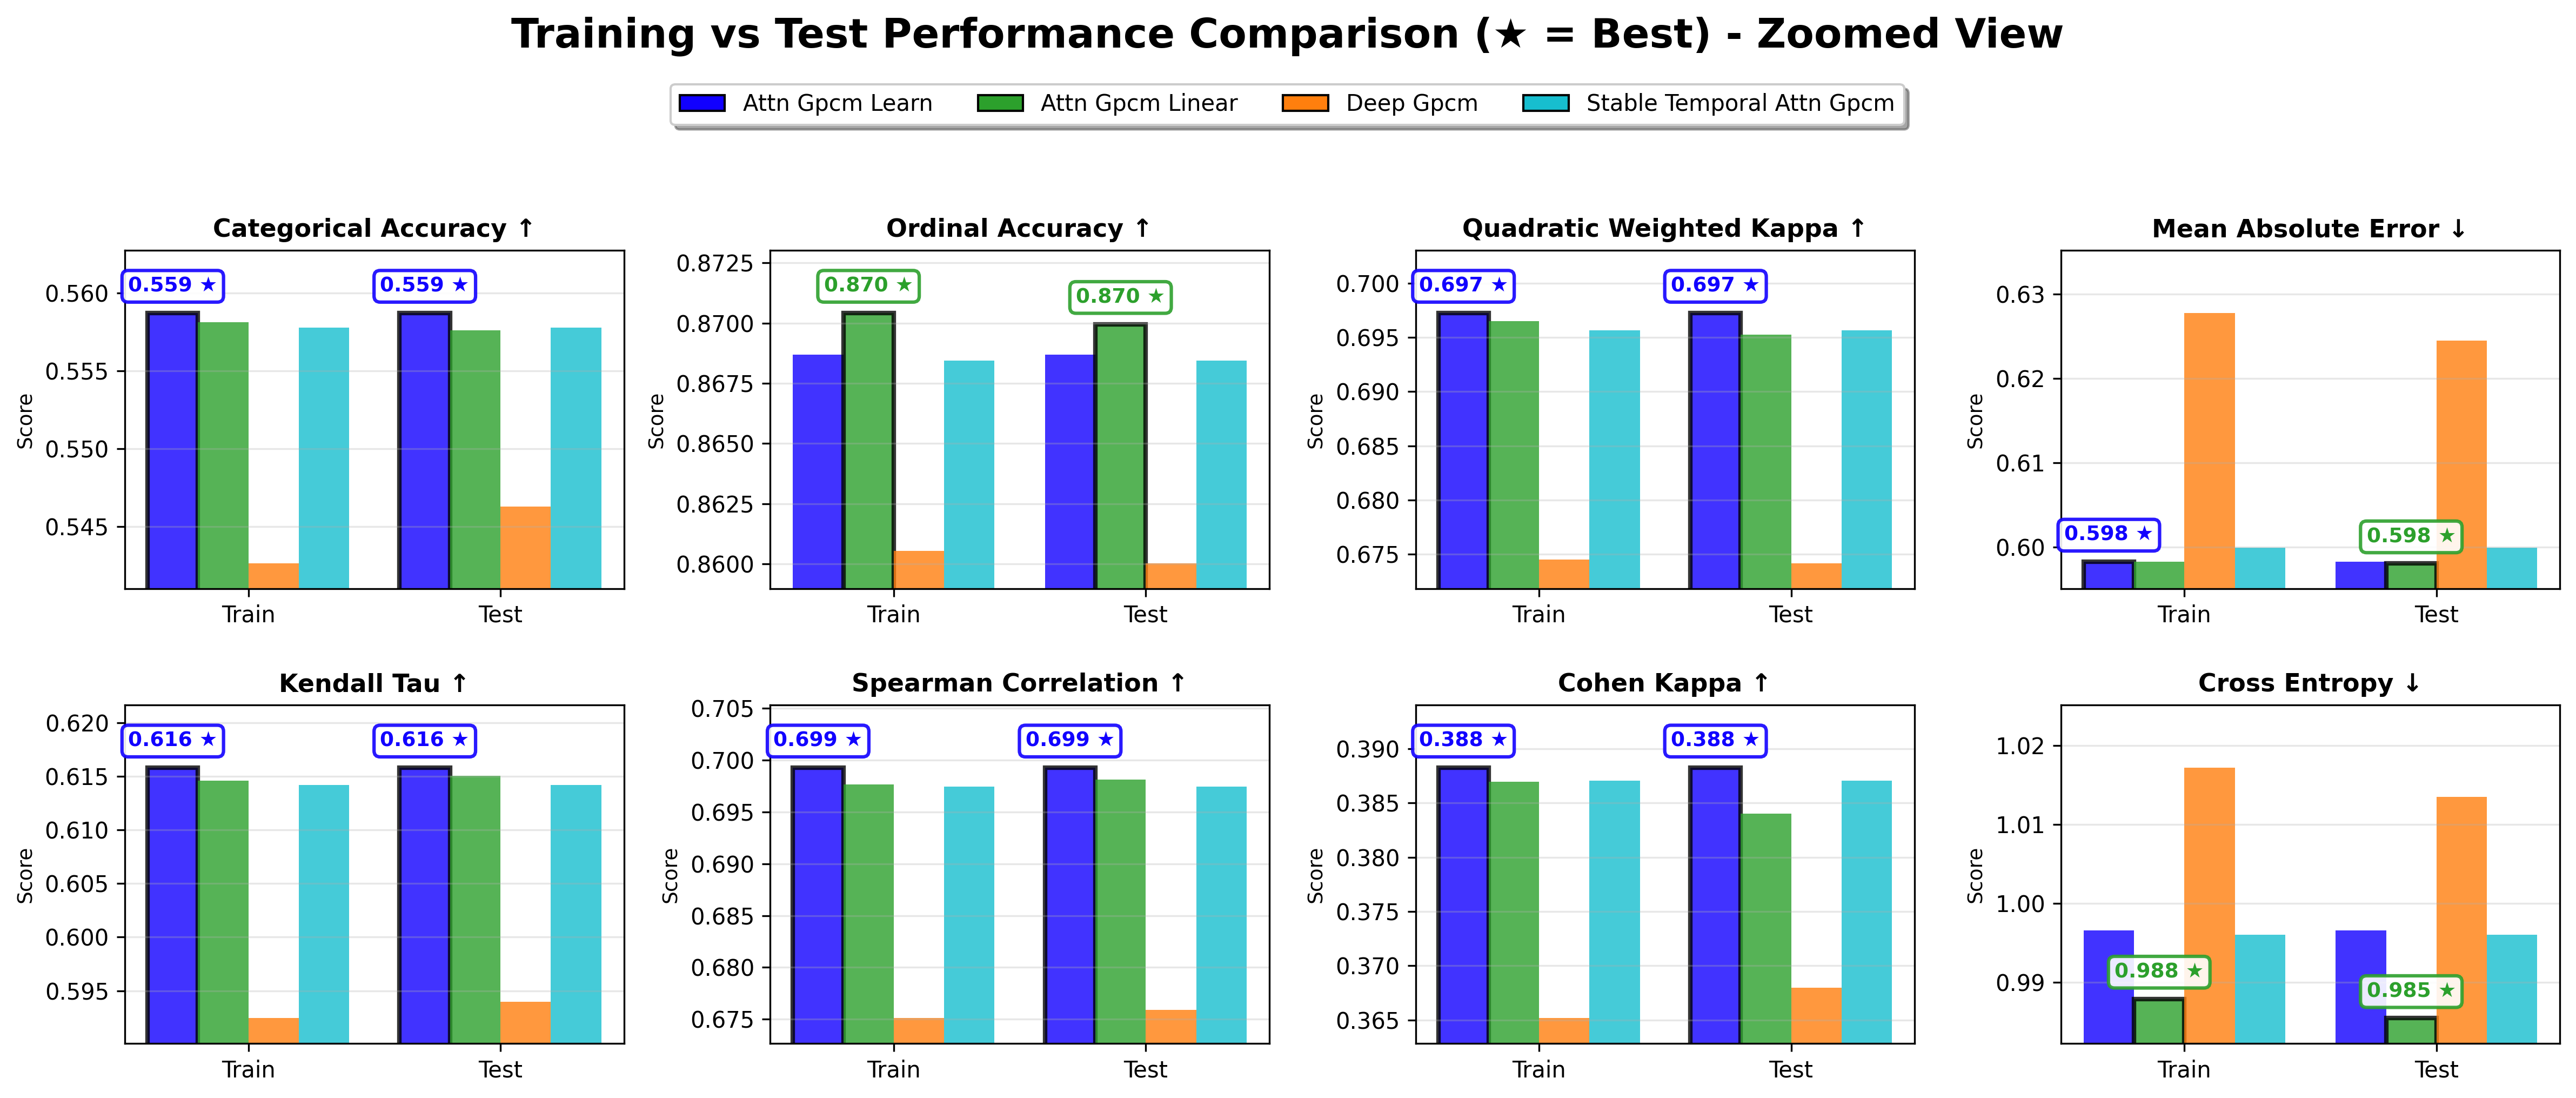 Training vs Test Performance Comparison (★ = Best) - Zoomed View
Attn Gpcm Learn Attn Gpcm Linear Deep Gpcm Stable Temporal Attn Gpcm
Categorical Accuracy ↑
Score
0.560
0.555
0.550
0.545
0.559 ★
0.559 ★
Train Test
Ordinal Accuracy ↑
Score
0.8725
0.8700
0.8675
0.8650
0.8625
0.8600
0.870 ★
0.870 ★
Train Test
Quadratic Weighted Kappa ↑
Score
0.700
0.695
0.690
0.685
0.680
0.675
0.697 ★
0.697 ★
Train Test
Mean Absolute Error ↓
Score
0.63
0.62
0.61
0.60
0.598 ★
0.598 ★
Train Test
Kendall Tau ↑
Score
0.620
0.615
0.610
0.605
0.600
0.595
0.616 ★
0.616 ★
Train Test
Spearman Correlation ↑
Score
0.705
0.700
0.695
0.690
0.685
0.680
0.675
0.699 ★
0.699 ★
Train Test
Cohen Kappa ↑
Score
0.390
0.385
0.380
0.375
0.370
0.365
0.388 ★
0.388 ★
Train Test
Cross Entropy ↓
Score
1.02
1.01
1.00
0.99
0.988 ★
0.985 ★
Train Test